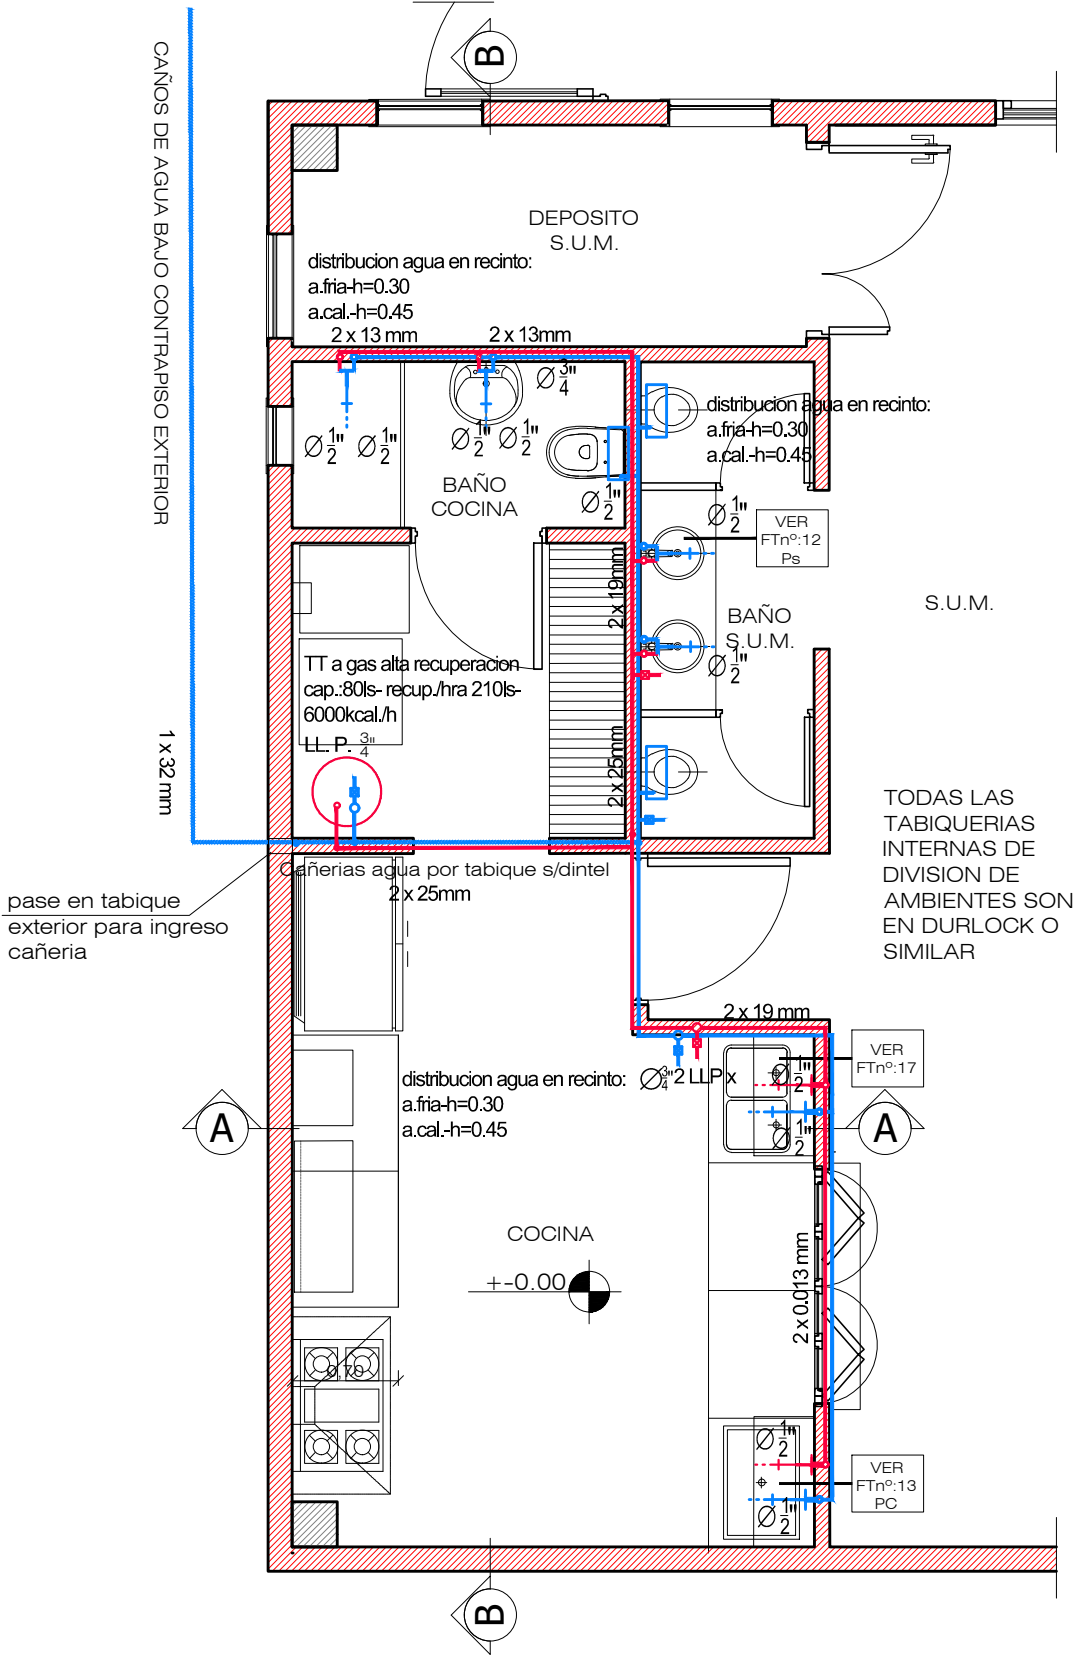 B
CAÑOS DE AGUA BAJO CONTRAPISO EXTERIOR
DEPOSITO
S.U.M.
distribucion agua en recinto:
a.fria-h=0.30
a.cal.-h=0.45
2 x 13 mm
2 x 13mm
Ø 3/4"
distribucion agua en recinto:
a.fria-h=0.30
a.cal.-h=0.45
Ø 1/2"
Ø 1/2"
Ø 1/2"
Ø 1/2"
BAÑO
COCINA
Ø 1/2"
Ø 1/2"
VER
FTnº:12
Ps
2 x 19mm
S.U.M.
BAÑO
S.U.M.
Ø 1/2"
TT a gas alta recuperacion
cap.:80ls- recup./hra 210ls-
6000kcal./h
LL. P. 3/4"
1 x 32 mm
2 x 25mm
TODAS LAS
TABIQUERIAS
INTERNAS DE
DIVISION DE
AMBIENTES SON
EN DURLOCK O
SIMILAR
Cañerias agua por tabique s/dintel
2 x 25mm
pase en tabique
exterior para ingreso
cañeria
2 x 19 mm
VER
FTnº:17
distribucion agua en recinto:
a.fria-h=0.30
a.cal.-h=0.45
Ø 3/4" 2 LLP x
Ø 1/2"
Ø 1/2"
A
A
COCINA
+-0.00
2 x 0.013 mm
0,70
Ø 1/2"
VER
FTnº:13
PC
Ø 1/2"
B